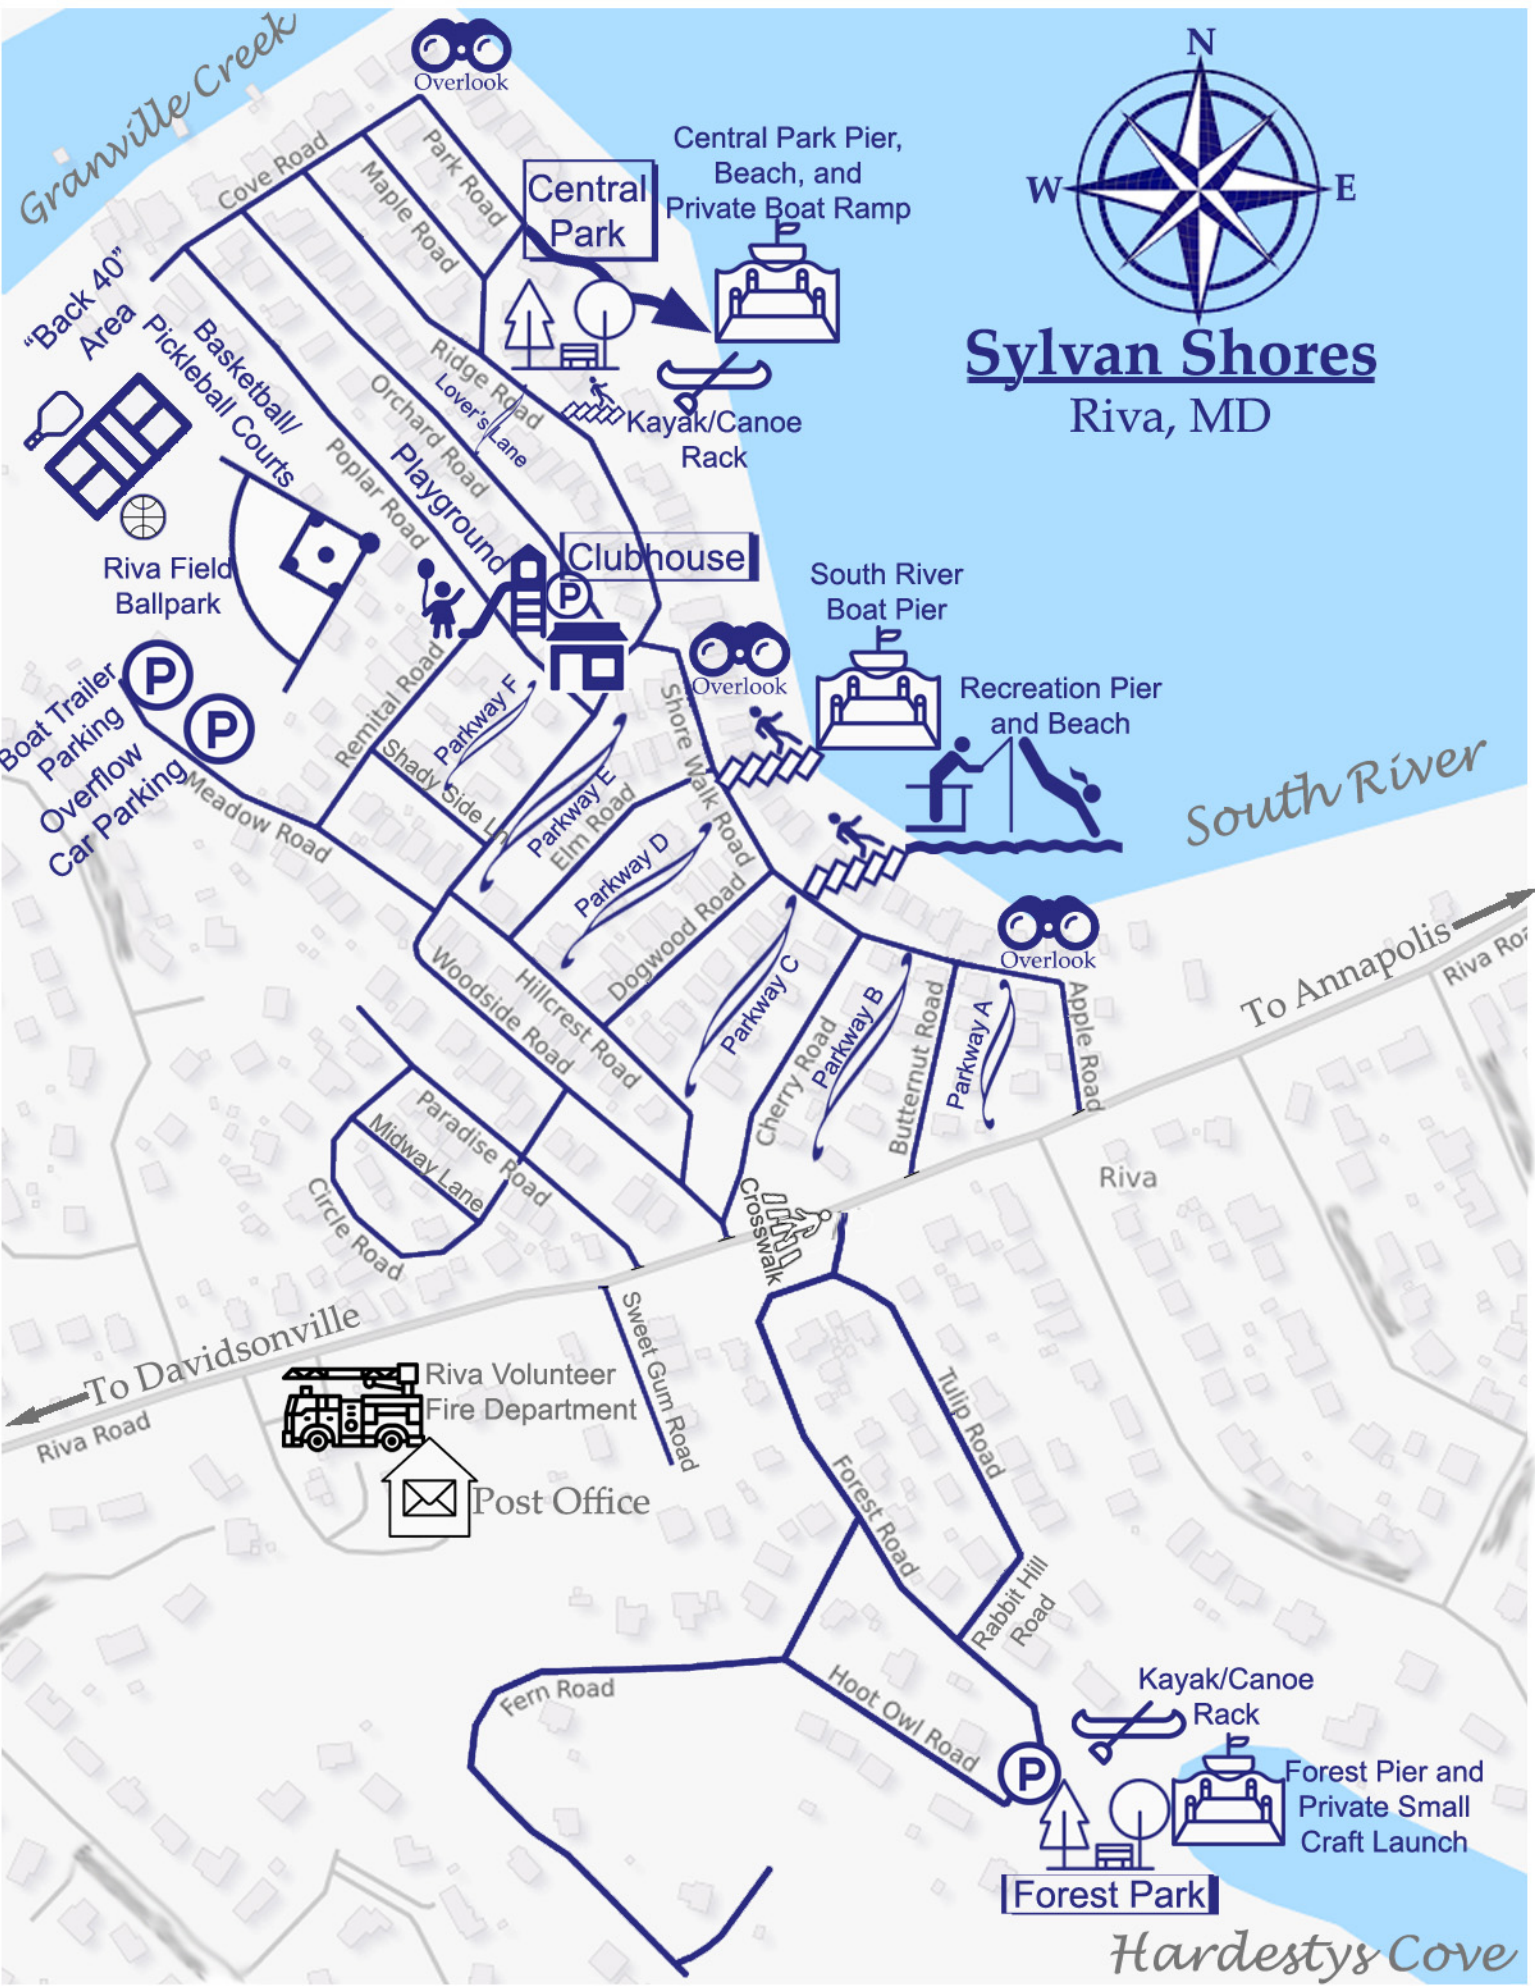 Granville Creek
Overlook
N
W
E
Sylvan Shores
Riva, MD
Cove Road
Park Road
Maple Road
Central
Park
Central Park Pier,
Beach, and
Private Boat Ramp
"Back 40"
Area
Basketball/
Pickleball Courts
Ridge Road
Lover's Lane
Orchard Road
Poplar Road
Playground
Kayak/Canoe
Rack
Riva Field
Ballpark
P
Clubhouse
South River
Boat Pier
Overlook
Recreation Pier
and Beach
South River
P
P
Boat Trailer
Parking
Overflow
Car Parking
Remital Road
Parkway F
Shady Side Ln
Parkway E
Elm Road
Shore Walk Road
Meadow Road
Parkway D
Dogwood Road
Overlook
To Annapolis
Riva Roa
Woodside Road
Hillcrest Road
Parkway C
Cherry Road
Parkway B
Butternut Road
Parkway A
Apple Road
Paradise Road
Midway Lane
Circle Road
Crosswalk
Riva
To Davidsonville
Riva Road
Sweet Gum Road
Riva Volunteer
Fire Department
Post Office
Tulip Road
Forest Road
Rabbit Hill
Road
Fern Road
Hoot Owl Road
P
Kayak/Canoe
Rack
Forest Pier and
Private Small
Craft Launch
Forest Park
Hardestys Cove